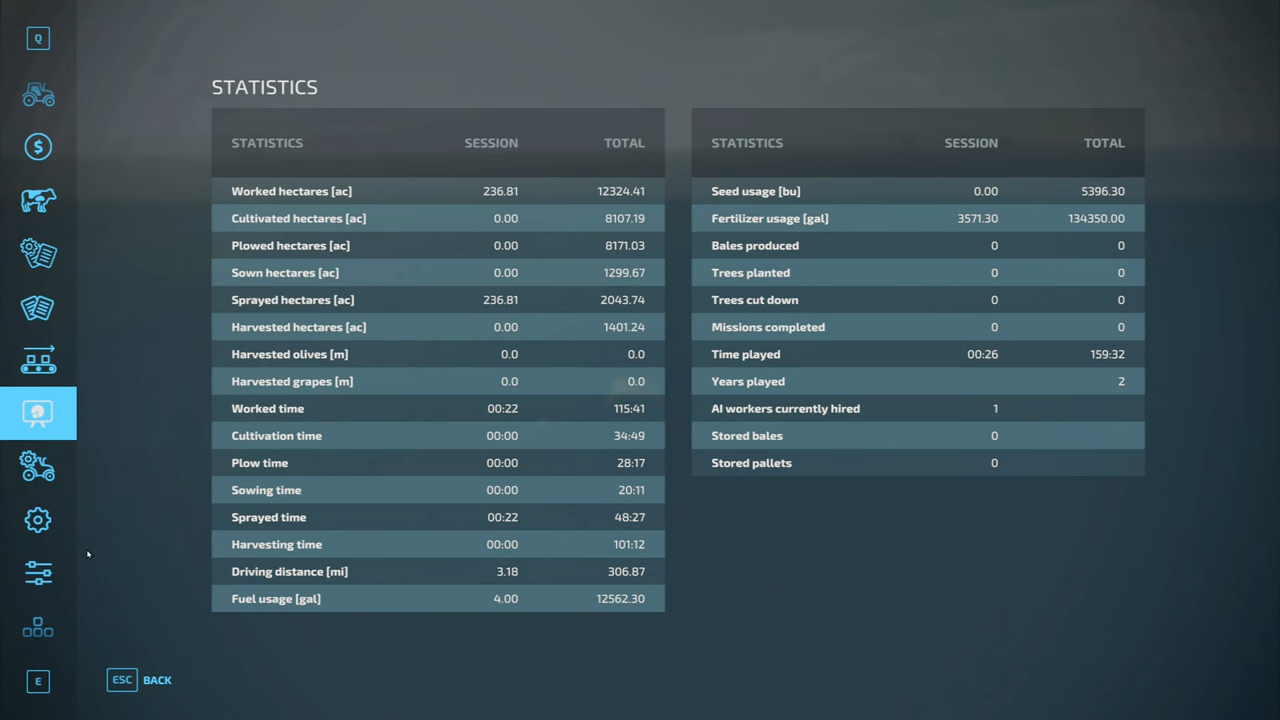 Q
STATISTICS
STATISTICS SESSION TOTAL
Worked hectares [ac] 236.81 12324.41
Cultivated hectares [ac] 0.00 8107.19
Plowed hectares [ac] 0.00 8171.03
Sown hectares [ac] 0.00 1299.67
Sprayed hectares [ac] 236.81 2043.74
Harvested hectares [ac] 0.00 1401.24
Harvested olives [m] 0.0 0.0
Harvested grapes [m] 0.0 0.0
Worked time 00:22 115:41
Cultivation time 00:00 34:49
Plow time 00:00 28:17
Sowing time 00:00 20:11
Sprayed time 00:22 48:27
Harvesting time 00:00 101:12
Driving distance [mi] 3.18 306.87
Fuel usage [gal] 4.00 12562.30
STATISTICS SESSION TOTAL
Seed usage [bu] 0.00 5396.30
Fertilizer usage [gal] 3571.30 134350.00
Bales produced 0 0
Trees planted 0 0
Trees cut down 0 0
Missions completed 0 0
Time played 00:26 159:32
Years played 2
AI workers currently hired 1
Stored bales 0
Stored pallets 0
E
ESC BACK